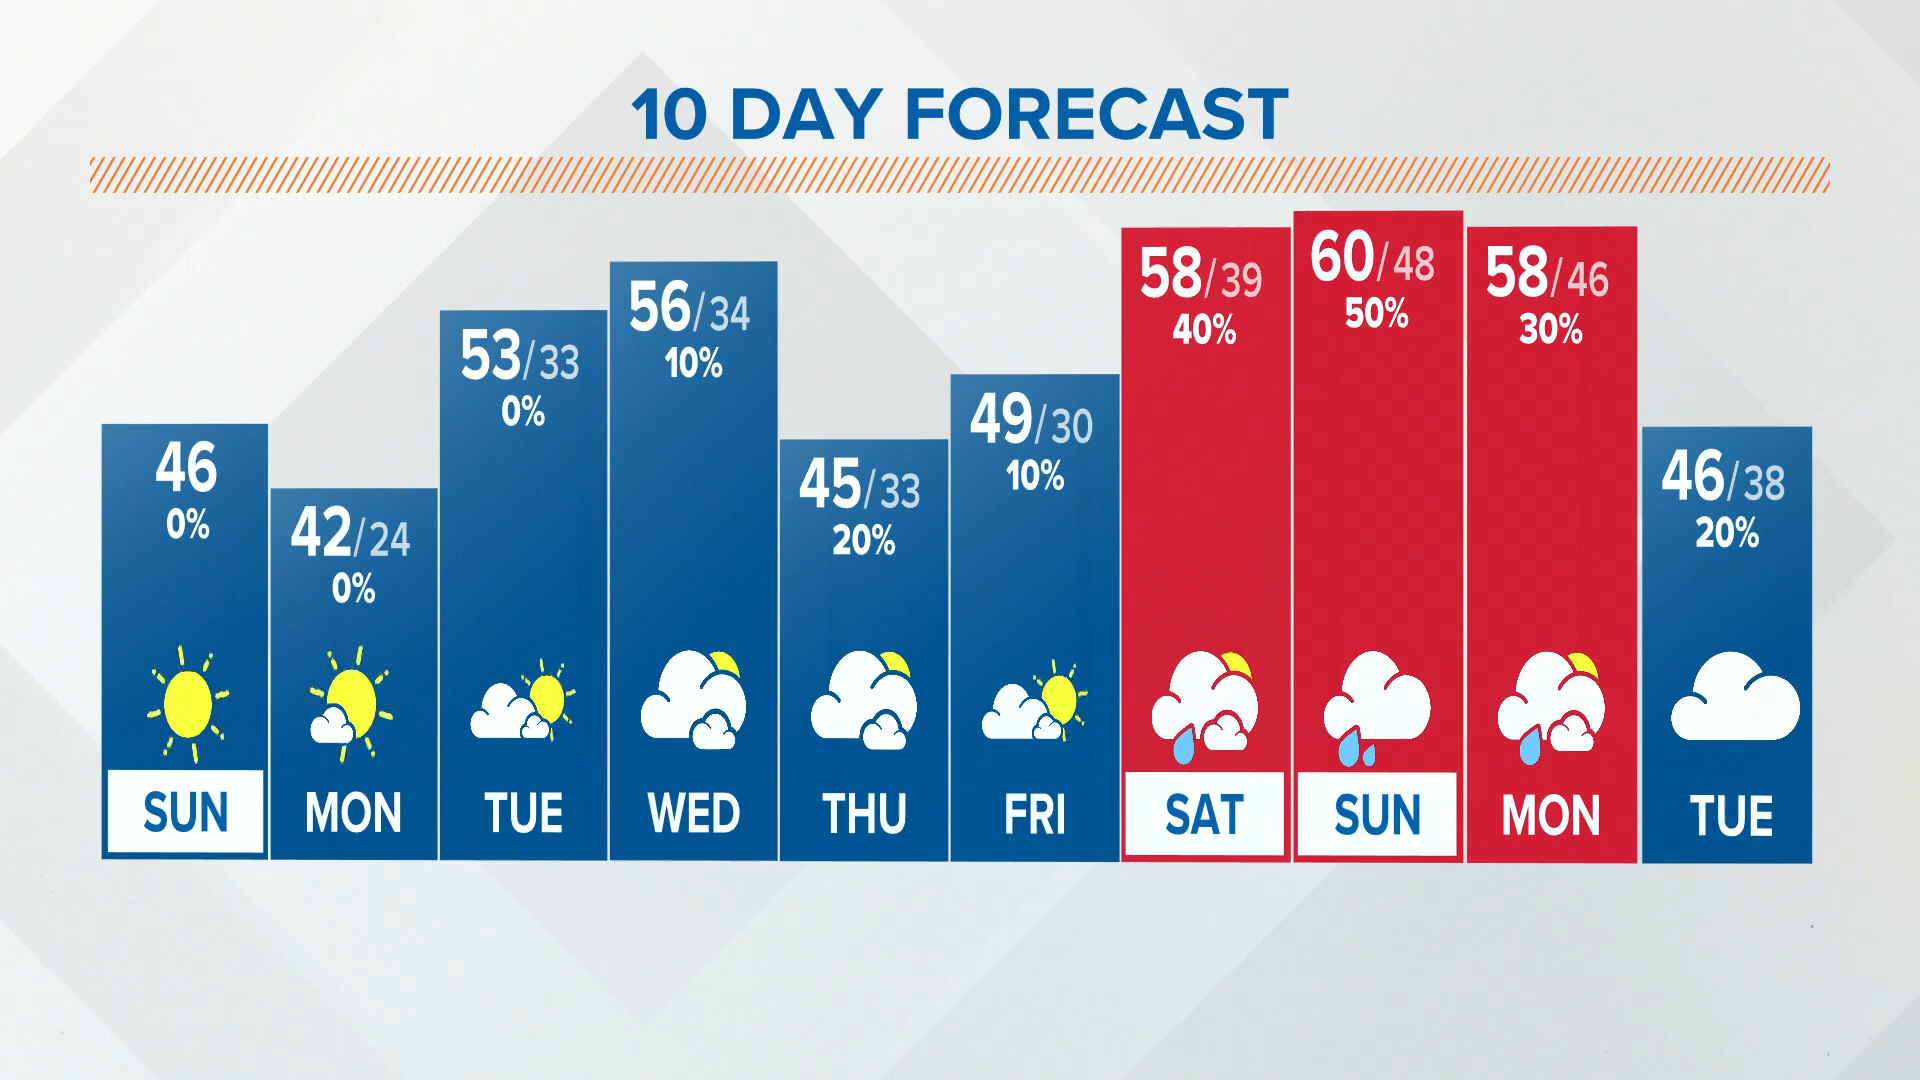 10 DAY FORECAST
46
0%
SUN
42/24
0%
MON
53/33
0%
TUE
56/34
10%
WED
45/33
20%
THU
49/30
10%
FRI
58/39
40%
SAT
60/48
50%
SUN
58/46
30%
MON
46/38
20%
TUE